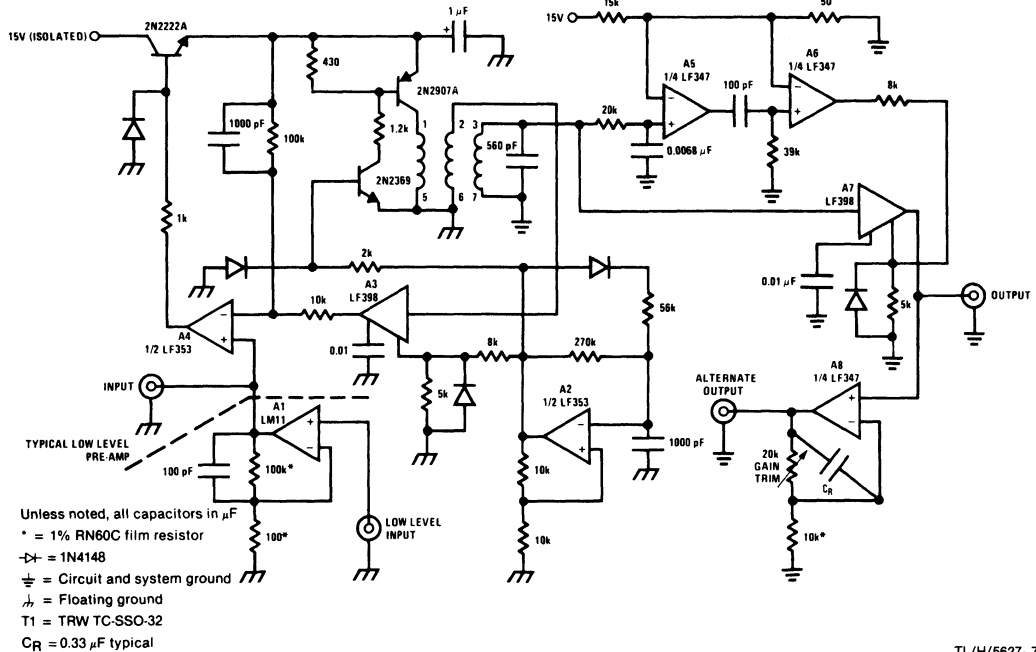 15k
50
15V
1 µF
2N2222A
15V (ISOLATED)
430
2N2907A
A5
1/4 LF347
100 pF
A6
1/4 LF347
8k
1000 pF
100k
1.2k
1
2
3
560 pF
20k
0.0068 µF
39k
2N2369
5
6
7
A7
LF398
1k
2k
A3
LF398
0.01 µF
5k
OUTPUT
10k
56k
A4
1/2 LF353
0.01
8k
270k
INPUT
5k
A2
1/2 LF353
ALTERNATE
OUTPUT
A8
1/4 LF347
A1
LM11
TYPICAL LOW LEVEL
PRE-AMP
1000 pF
100 pF
100k*
10k
20k
GAIN
TRIM
CR
Unless noted, all capacitors in µF
* = 1% RN60C film resistor
= 1N4148
= Circuit and system ground
= Floating ground
T1 = TRW TC-SSO-32
CR = 0.33 µF typical
100*
LOW LEVEL
INPUT
10k
10k*